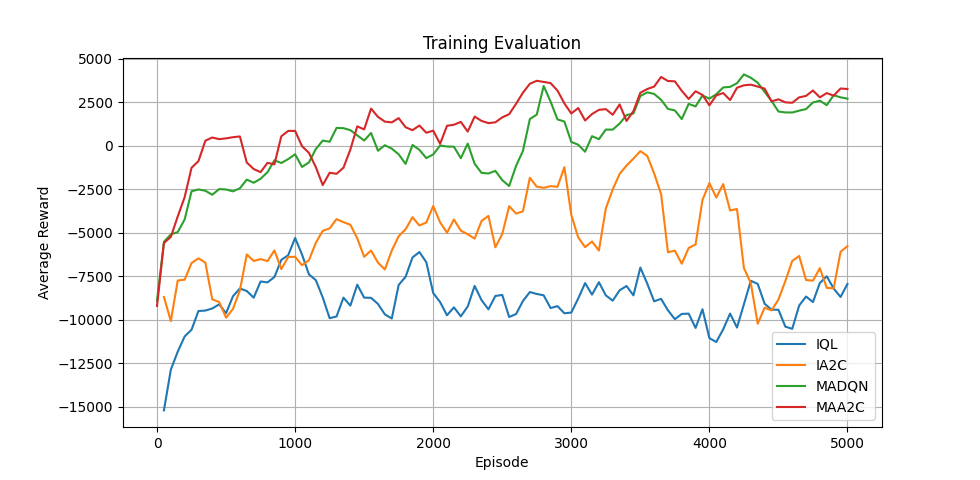 Training Evaluation
5000
2500
0
−2500
−5000
−7500
−10000
−12500
−15000
Average Reward
0 1000 2000 3000 4000 5000
Episode
IQL
IA2C
MADQN
MAA2C